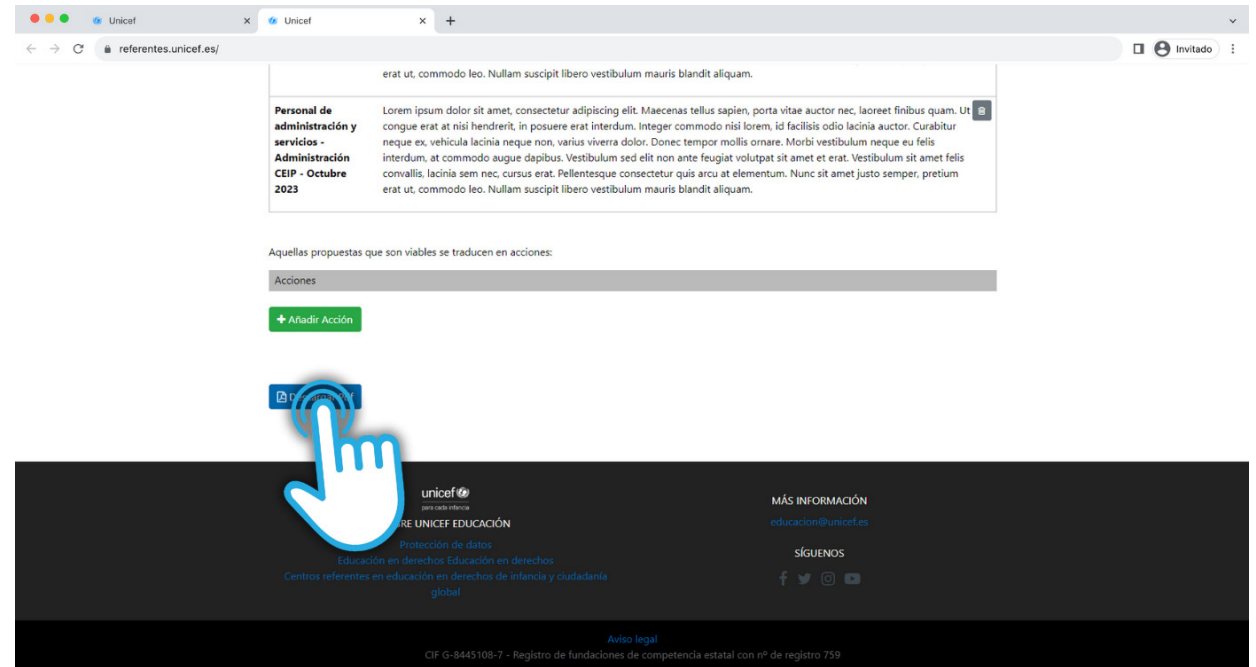 Unicef
Unicef
referentes.unicef.es/
Invitado
erat ut, commodo leo. Nullam suscipit libero vestibulum mauris blandit aliquam.
Personal de
administración y
servicios -
Administración
CEIP - Octubre
2023
Lorem ipsum dolor sit amet, consectetur adipiscing elit. Maecenas tellus sapien, porta vitae auctor nec, laoreet finibus quam. Ut
congue erat at nisi hendrerit, in posuere erat interdum. Integer commodo nisi lorem, id facilisis odio lacinia auctor. Curabitur
neque ex, vehicula lacinia neque non, varius viverra dolor. Donec tempor mollis ornare. Morbi vestibulum neque eu felis
interdum, at commodo augue dapibus. Vestibulum sed elit non ante feugiat volutpat sit amet et erat. Vestibulum sit amet felis
convallis, lacinia sem nec, cursus erat. Pellentesque consectetur quis arcu at elementum. Nunc sit amet justo semper, pretium
erat ut, commodo leo. Nullam suscipit libero vestibulum mauris blandit aliquam.
Aquellas propuestas que son viables se traducen en acciones:
Acciones
+ Añadir Acción
unicef
para cada infancia
UNICEF EDUCACIÓN
Protección de datos
Educación en derechos Educación en derechos
Centros referentes en educación en derechos de infancia y ciudadanía
global
MÁS INFORMACIÓN
educacion@unicef.es
SÍGUENOS
Aviso legal
CIF G-8445108-7 - Registro de fundaciones de competencia estatal con nº de registro 759